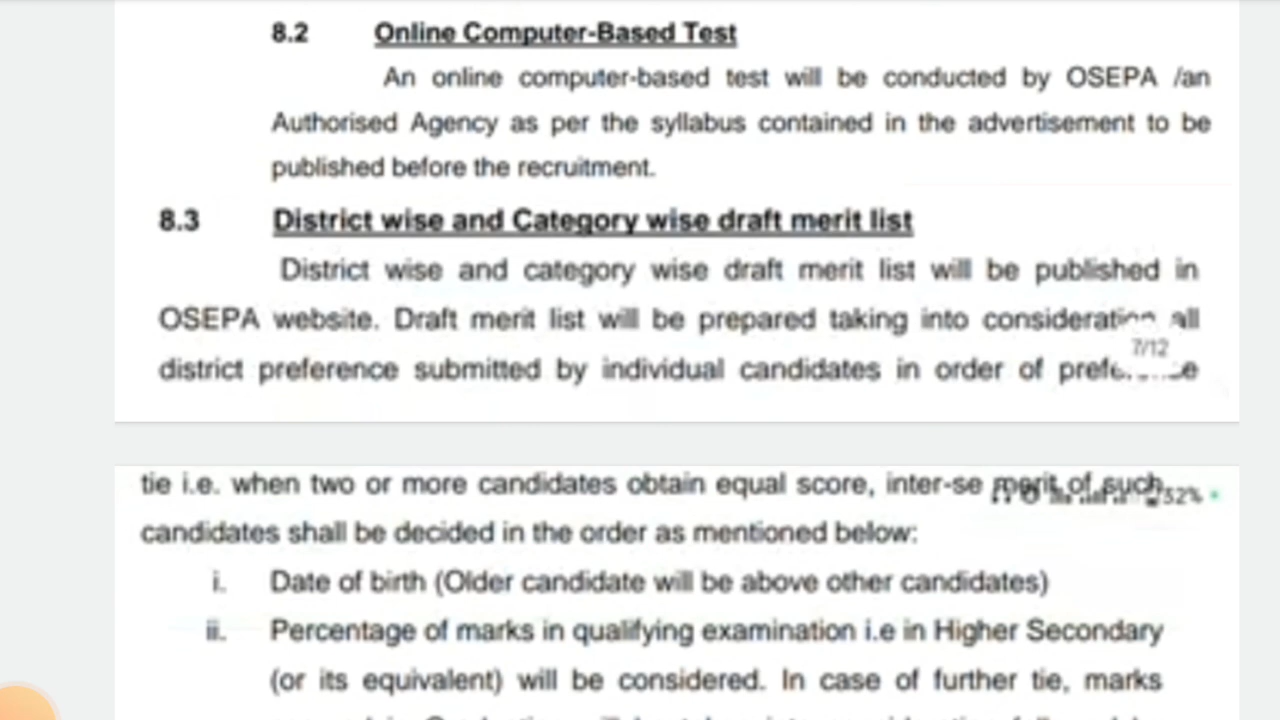 8.2 Online Computer-Based Test
An online computer-based test will be conducted by OSEPA /an
Authorised Agency as per the syllabus contained in the advertisement to be
published before the recruitment.
8.3 District wise and Category wise draft merit list
District wise and category wise draft merit list will be published in
OSEPA website. Draft merit list will be prepared taking into consideration all
7/12
district preference submitted by individual candidates in order of
tie i.e. when two or more candidates obtain equal score, inter-se merit of such
52%
candidates shall be decided in the order as mentioned below:
i. Date of birth (Older candidate will be above other candidates)
ii. Percentage of marks in qualifying examination i.e in Higher Secondary
(or its equivalent) will be considered. In case of further tie, marks